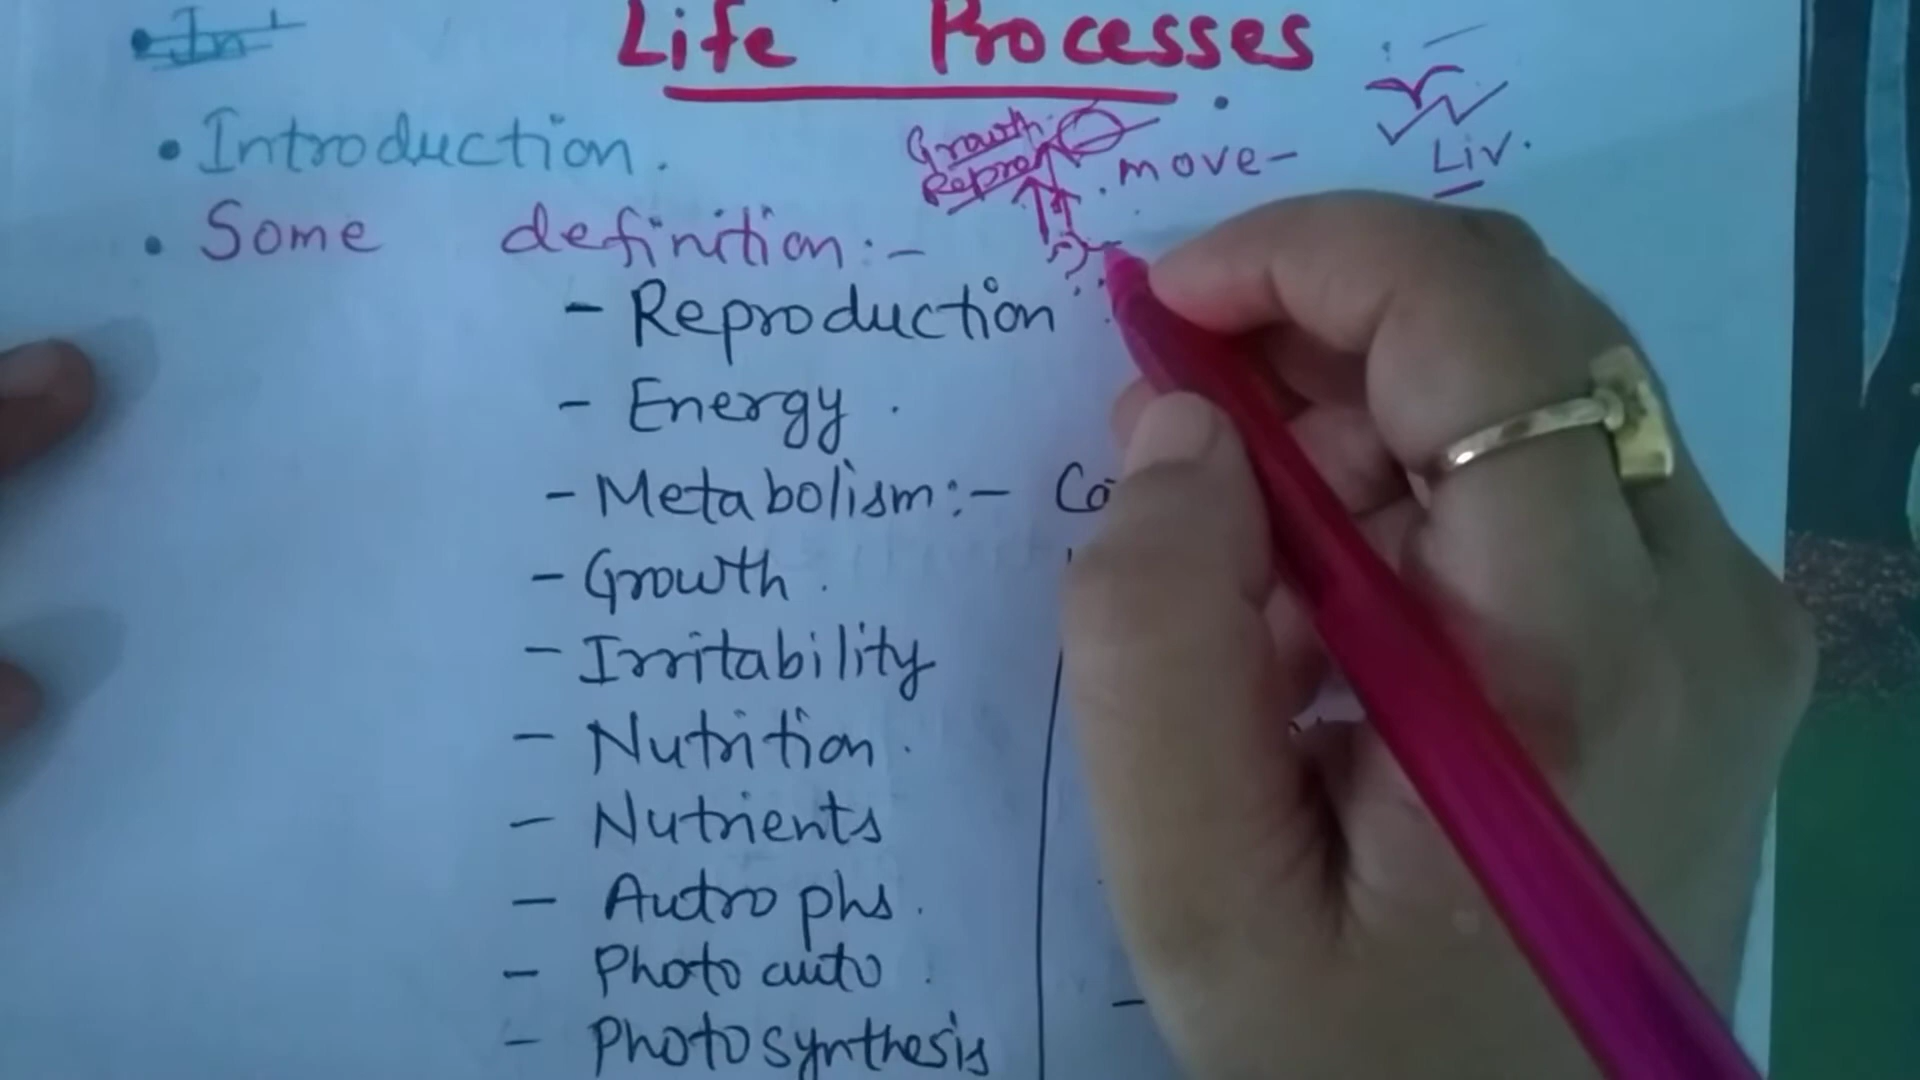 Life Processes
• Introduction.
Growth
Repro
. move-
Liv.
• Some definition:-
- Reproduction
- Energy.
- Metabolism:-
- Growth.
- Irritability
- Nutrition.
- Nutrients
- Autrophs.
- Photo auto
- Photosynthesis